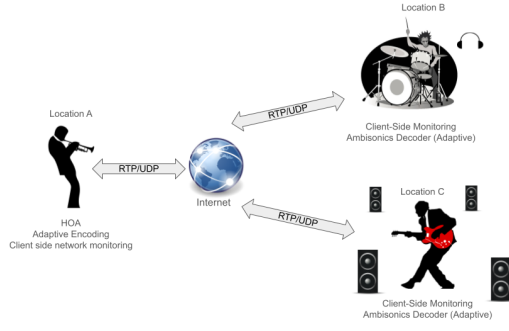 Location B
RTP/UDP
Client-Side Monitoring
Ambisonics Decoder (Adaptive)
Location A
RTP/UDP
Internet
HOA
Adaptive Encoding
Client side network monitoring
RTP/UDP
Location C
Client-Side Monitoring
Ambisonics Decoder (Adaptive)